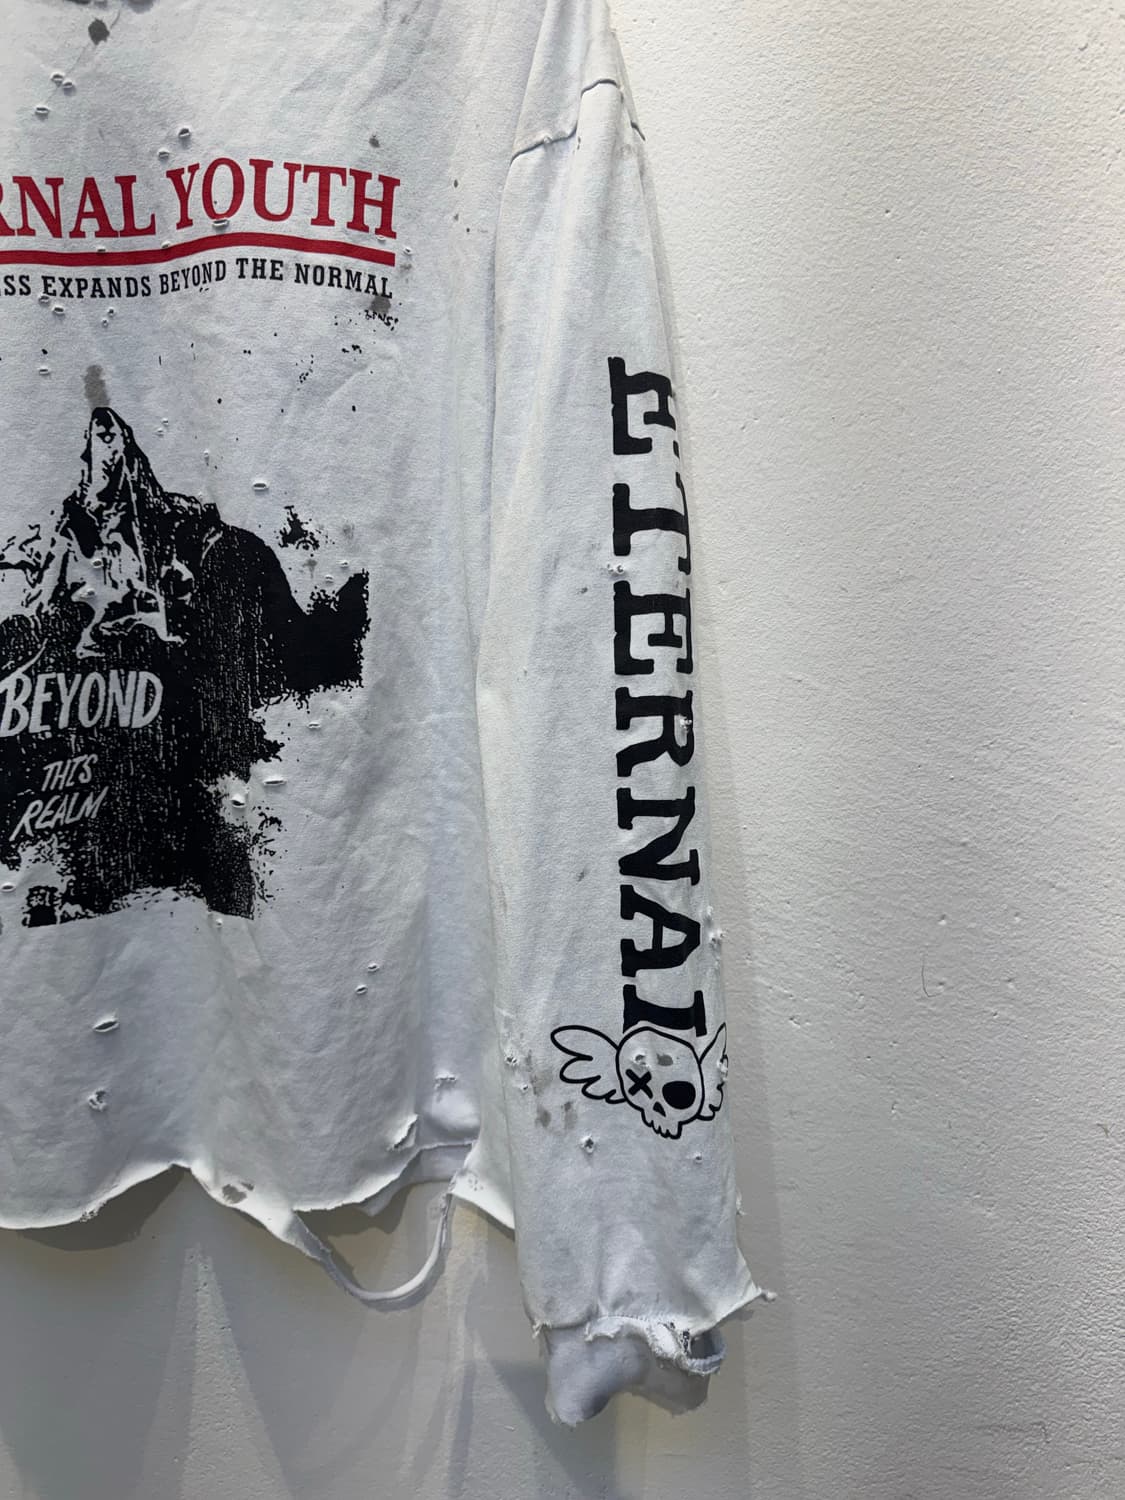 RNAL YOUTH
SS EXPANDS BEYOND THE NORMAL
BEYOND
THIS
REALM
ETERNAL